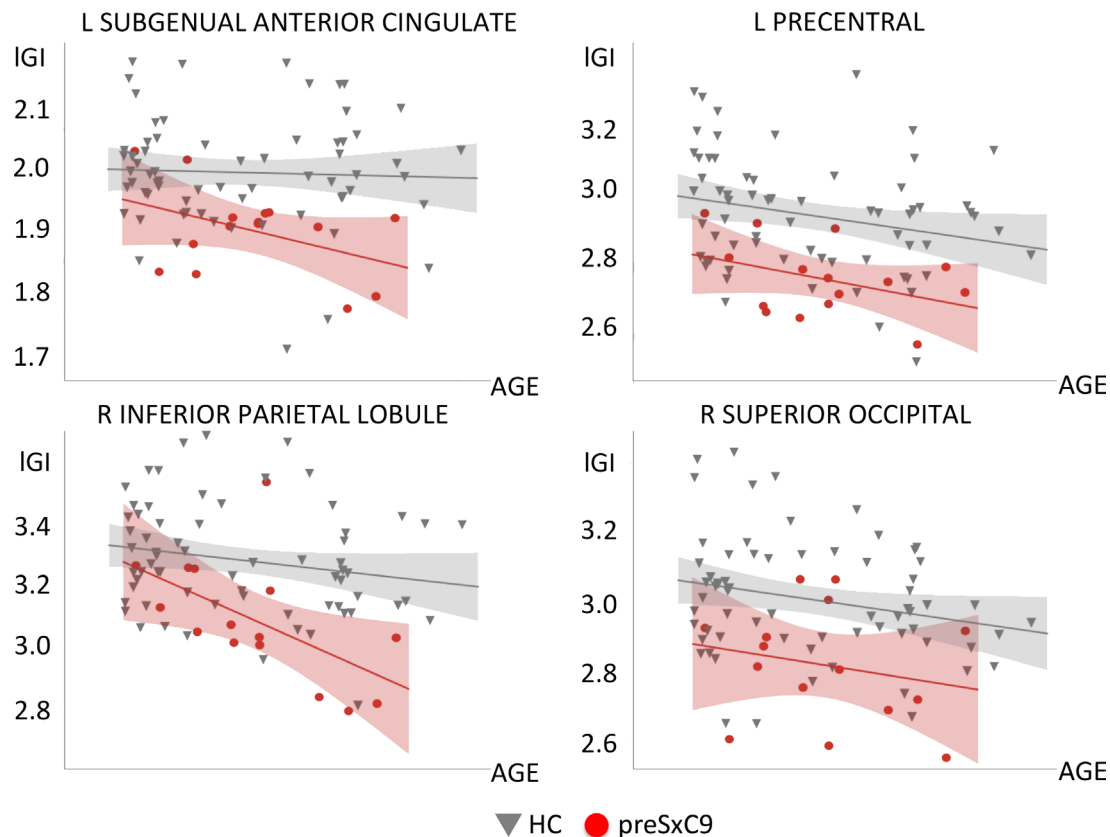 L SUBGENUAL ANTERIOR CINGULATE
lGI
2.1
2.0
1.9
1.8
1.7
AGE
L PRECENTRAL
lGI
3.2
3.0
2.8
2.6
AGE
R INFERIOR PARIETAL LOBULE
lGI
3.4
3.2
3.0
2.8
AGE
R SUPERIOR OCCIPITAL
lGI
3.2
3.0
2.8
2.6
AGE
HC preSxC9